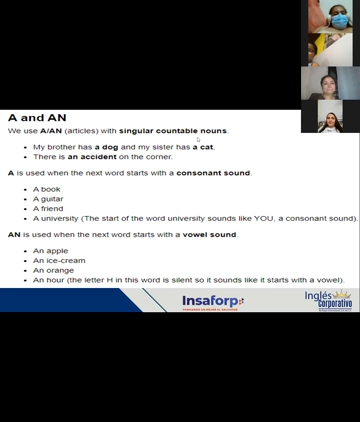 A and AN
We use A/AN (articles) with singular countable nouns.
• My brother has a dog and my sister has a cat.
• There is an accident on the corner.
A is used when the next word starts with a consonant sound.
• A book
• A guitar
• A friend
• A university (The start of the word university sounds like YOU, a consonant sound).
AN is used when the next word starts with a vowel sound.
• An apple
• An ice-cream
• An orange
• An hour (the letter H in this word is silent so it sounds like it starts with a vowel).
Insaforp
Inglés
Corporativo